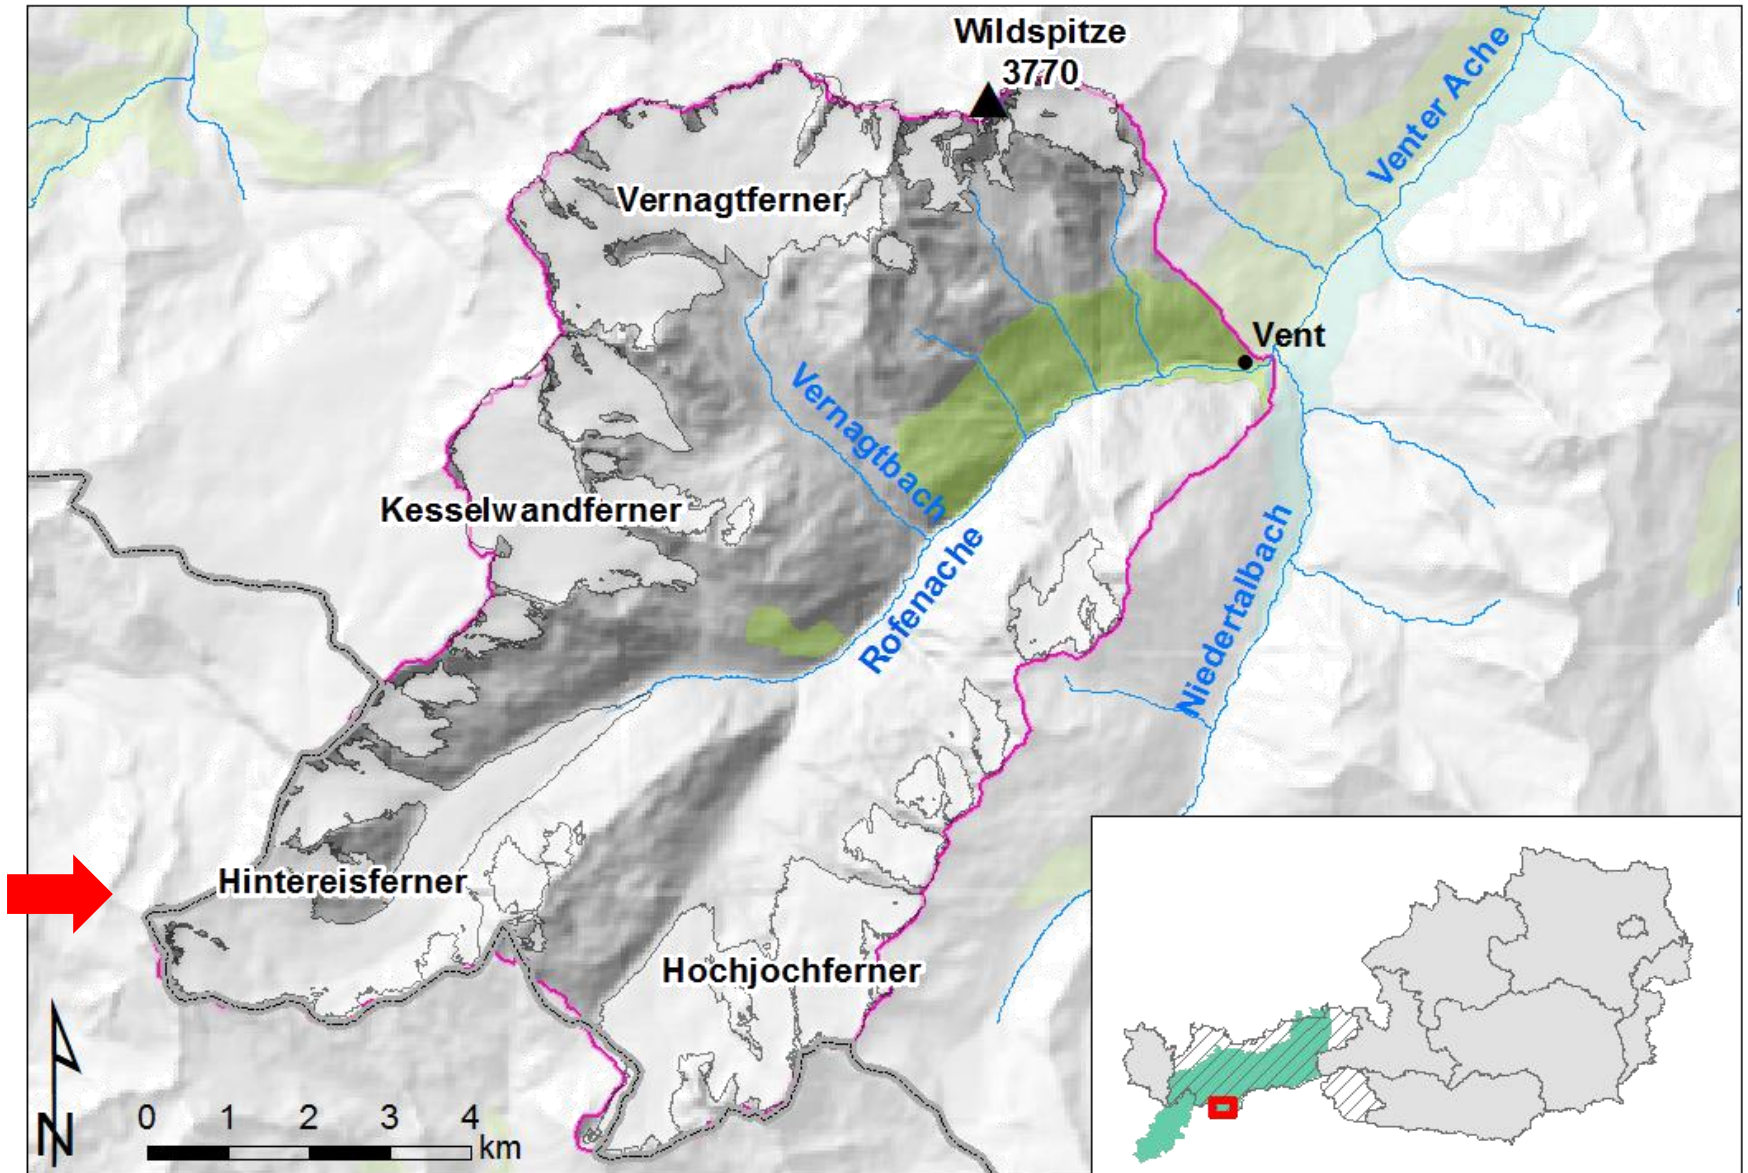 Wildspitze
3770
Venter Ache
Vernagtferner
Vent
Vernagtbach
Kesselwandferner
Rofenache
Niedertalbach
Hintereisferner
Hochjochferner
N
0 1 2 3 4
km